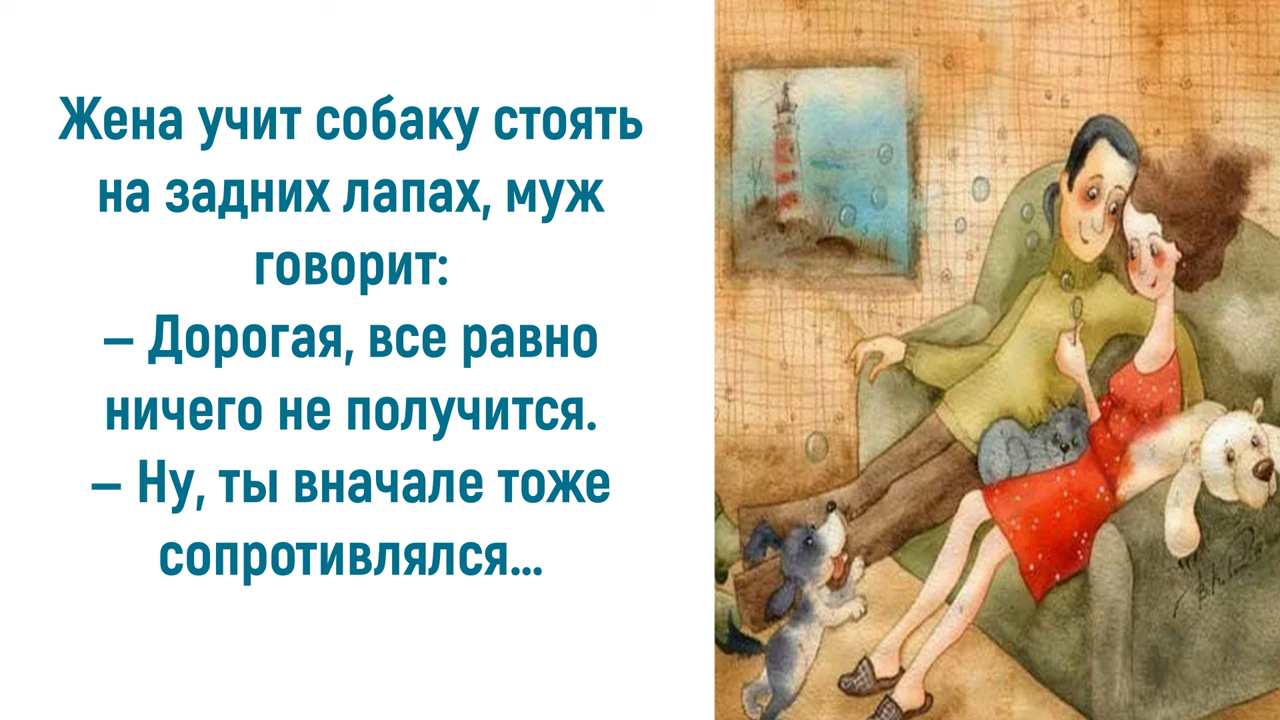 Жена учит собаку стоять
на задних лапах, муж
говорит:
– Дорогая, все равно
ничего не получится.
– Ну, ты вначале тоже
сопротивлялся...